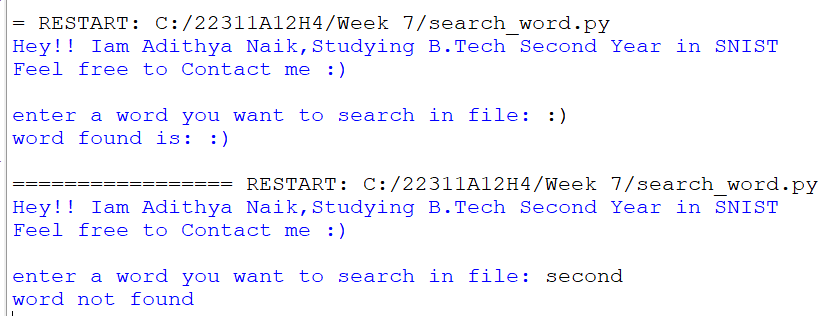 = RESTART: C:/22311A12H4/Week 7/search_word.py
Hey!! Iam Adithya Naik,Studying B.Tech Second Year in SNIST
Feel free to Contact me :)
enter a word you want to search in file: :)
word found is: :)
================= RESTART: C:/22311A12H4/Week 7/search_word.py
Hey!! Iam Adithya Naik,Studying B.Tech Second Year in SNIST
Feel free to Contact me :)
enter a word you want to search in file: second
word not found